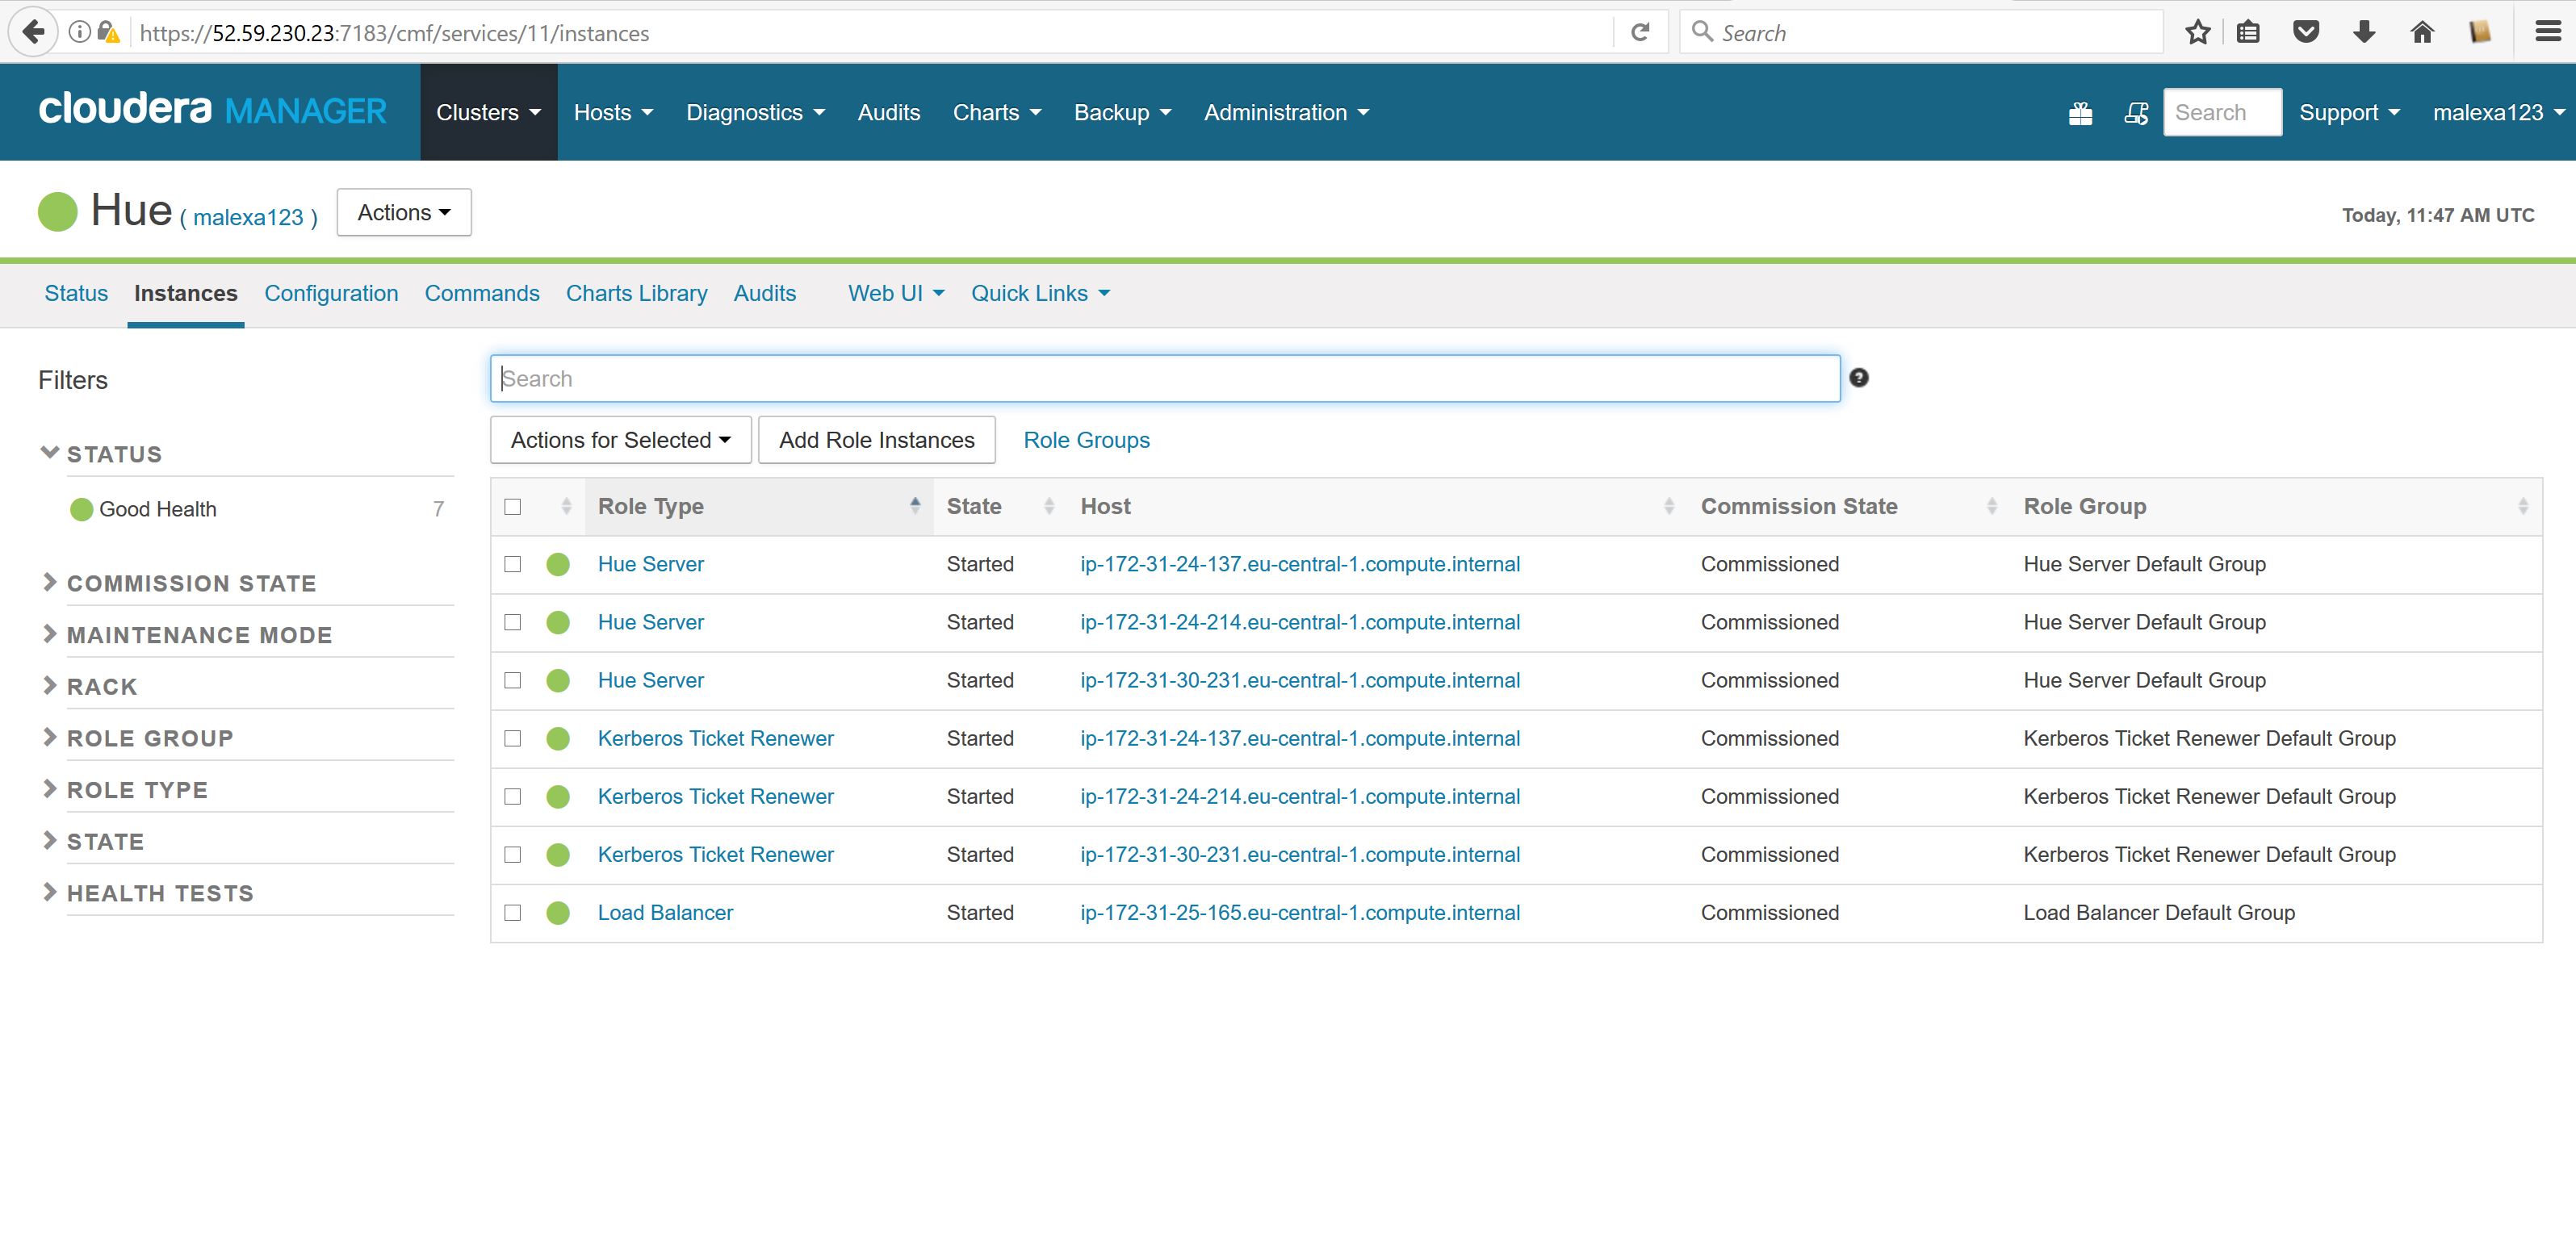 https://52.59.230.23:7183/cmf/services/11/instances Search
cloudera MANAGER Clusters Hosts Diagnostics Audits Charts Backup Administration Search Support malexa123
Hue ( malexa123 ) Actions Today, 11:47 AM UTC
Status Instances Configuration Commands Charts Library Audits Web UI Quick Links
Filters
STATUS
Good Health 7
COMMISSION STATE
MAINTENANCE MODE
RACK
ROLE GROUP
ROLE TYPE
STATE
HEALTH TESTS
Search ?
Actions for Selected Add Role Instances Role Groups
Role Type State Host Commission State Role Group
Hue Server Started ip-172-31-24-137.eu-central-1.compute.internal Commissioned Hue Server Default Group
Hue Server Started ip-172-31-24-214.eu-central-1.compute.internal Commissioned Hue Server Default Group
Hue Server Started ip-172-31-30-231.eu-central-1.compute.internal Commissioned Hue Server Default Group
Kerberos Ticket Renewer Started ip-172-31-24-137.eu-central-1.compute.internal Commissioned Kerberos Ticket Renewer Default Group
Kerberos Ticket Renewer Started ip-172-31-24-214.eu-central-1.compute.internal Commissioned Kerberos Ticket Renewer Default Group
Kerberos Ticket Renewer Started ip-172-31-30-231.eu-central-1.compute.internal Commissioned Kerberos Ticket Renewer Default Group
Load Balancer Started ip-172-31-25-165.eu-central-1.compute.internal Commissioned Load Balancer Default Group